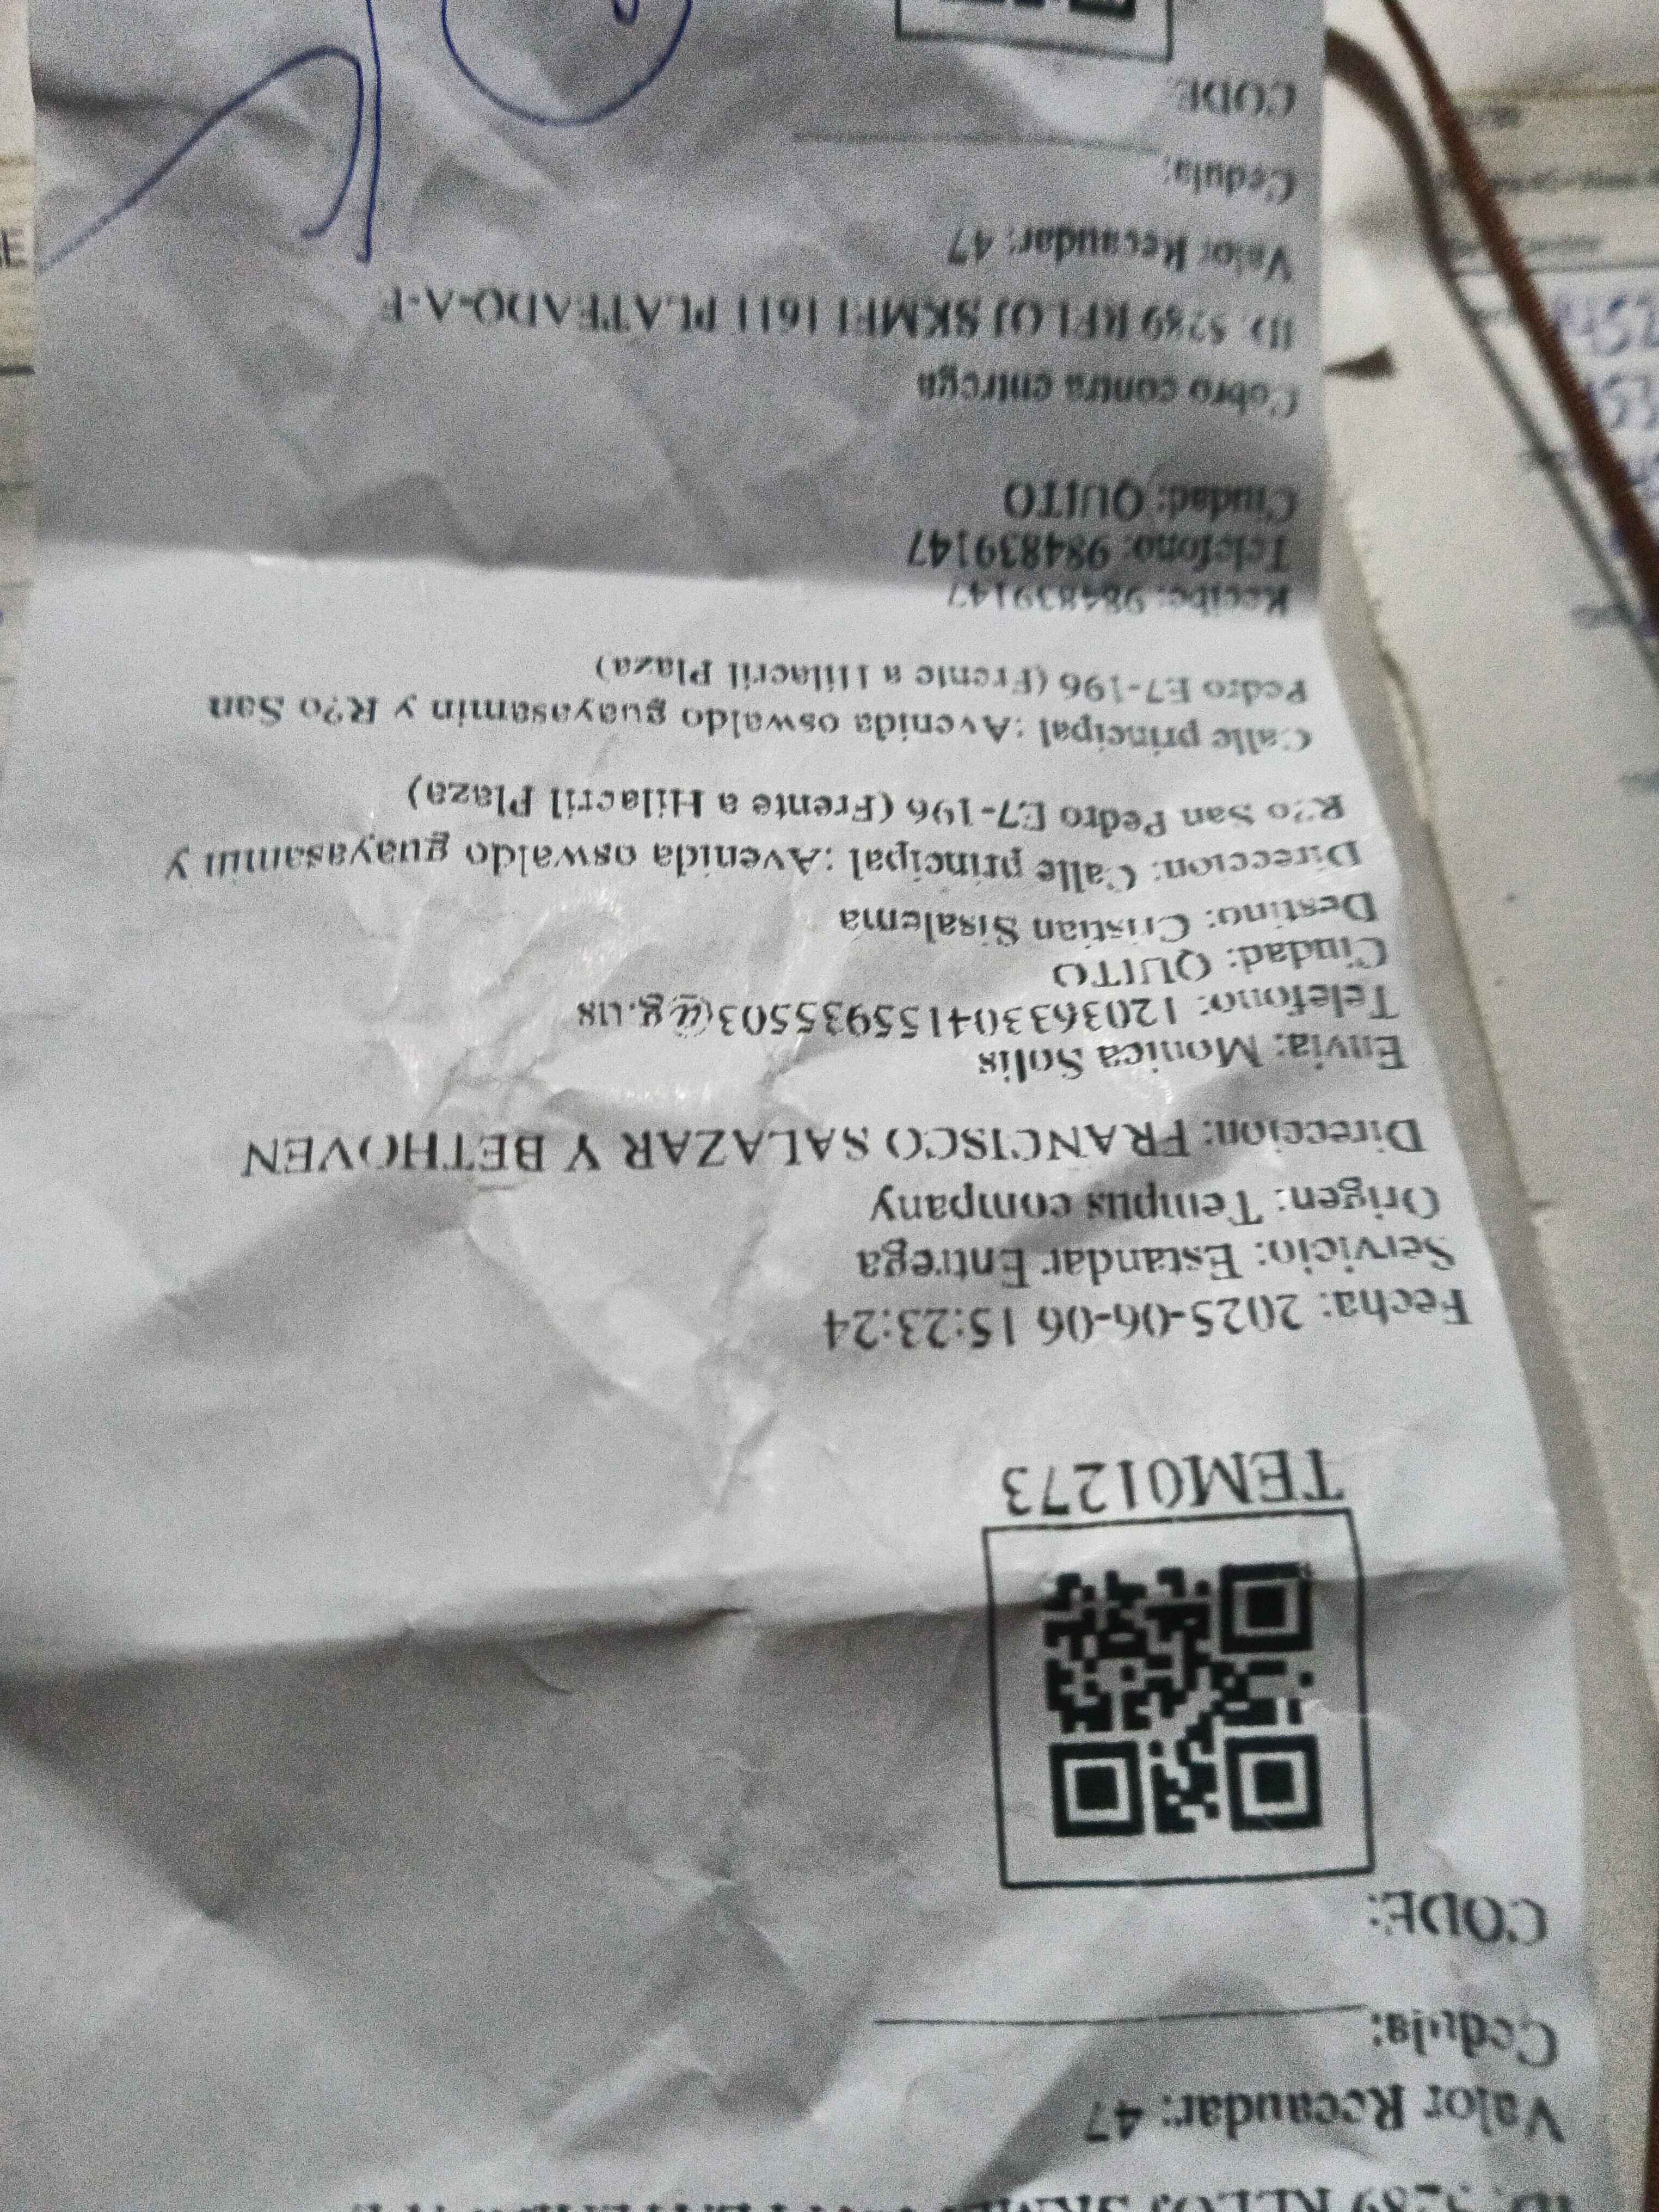 Valor Recaudar: 47
Cedula:
CODE:
TEM01273
Fecha: 2025-06-06 15:23:24
Servicio: Estandar Entrega
Origen: Tempus company
Direccion: FRANCISCO SALAZAR Y BETHOVEN
Envia: Monica Solis
Telefono: 120363304155935503@g.us
Ciudad: QUITO
Destino: Cristian Sisalema
Direccion: Calle principal :Avenida oswaldo guayasamin y
R?o San Pedro E7-196 (Frente a Hilacril Plaza)
Calle principal :Avenida oswaldo guayasamin y R?o San
Pedro E7-196 (Frente a Hilacril Plaza)
Recibe: 984839147
Telefono: 984839147
Ciudad: QUITO
Cobro contra entrega
ID: 5289 RELOJ SKMEI 1611 PLATEADO-A-F
Valor Recaudar: 47
Cedula:
CODE: